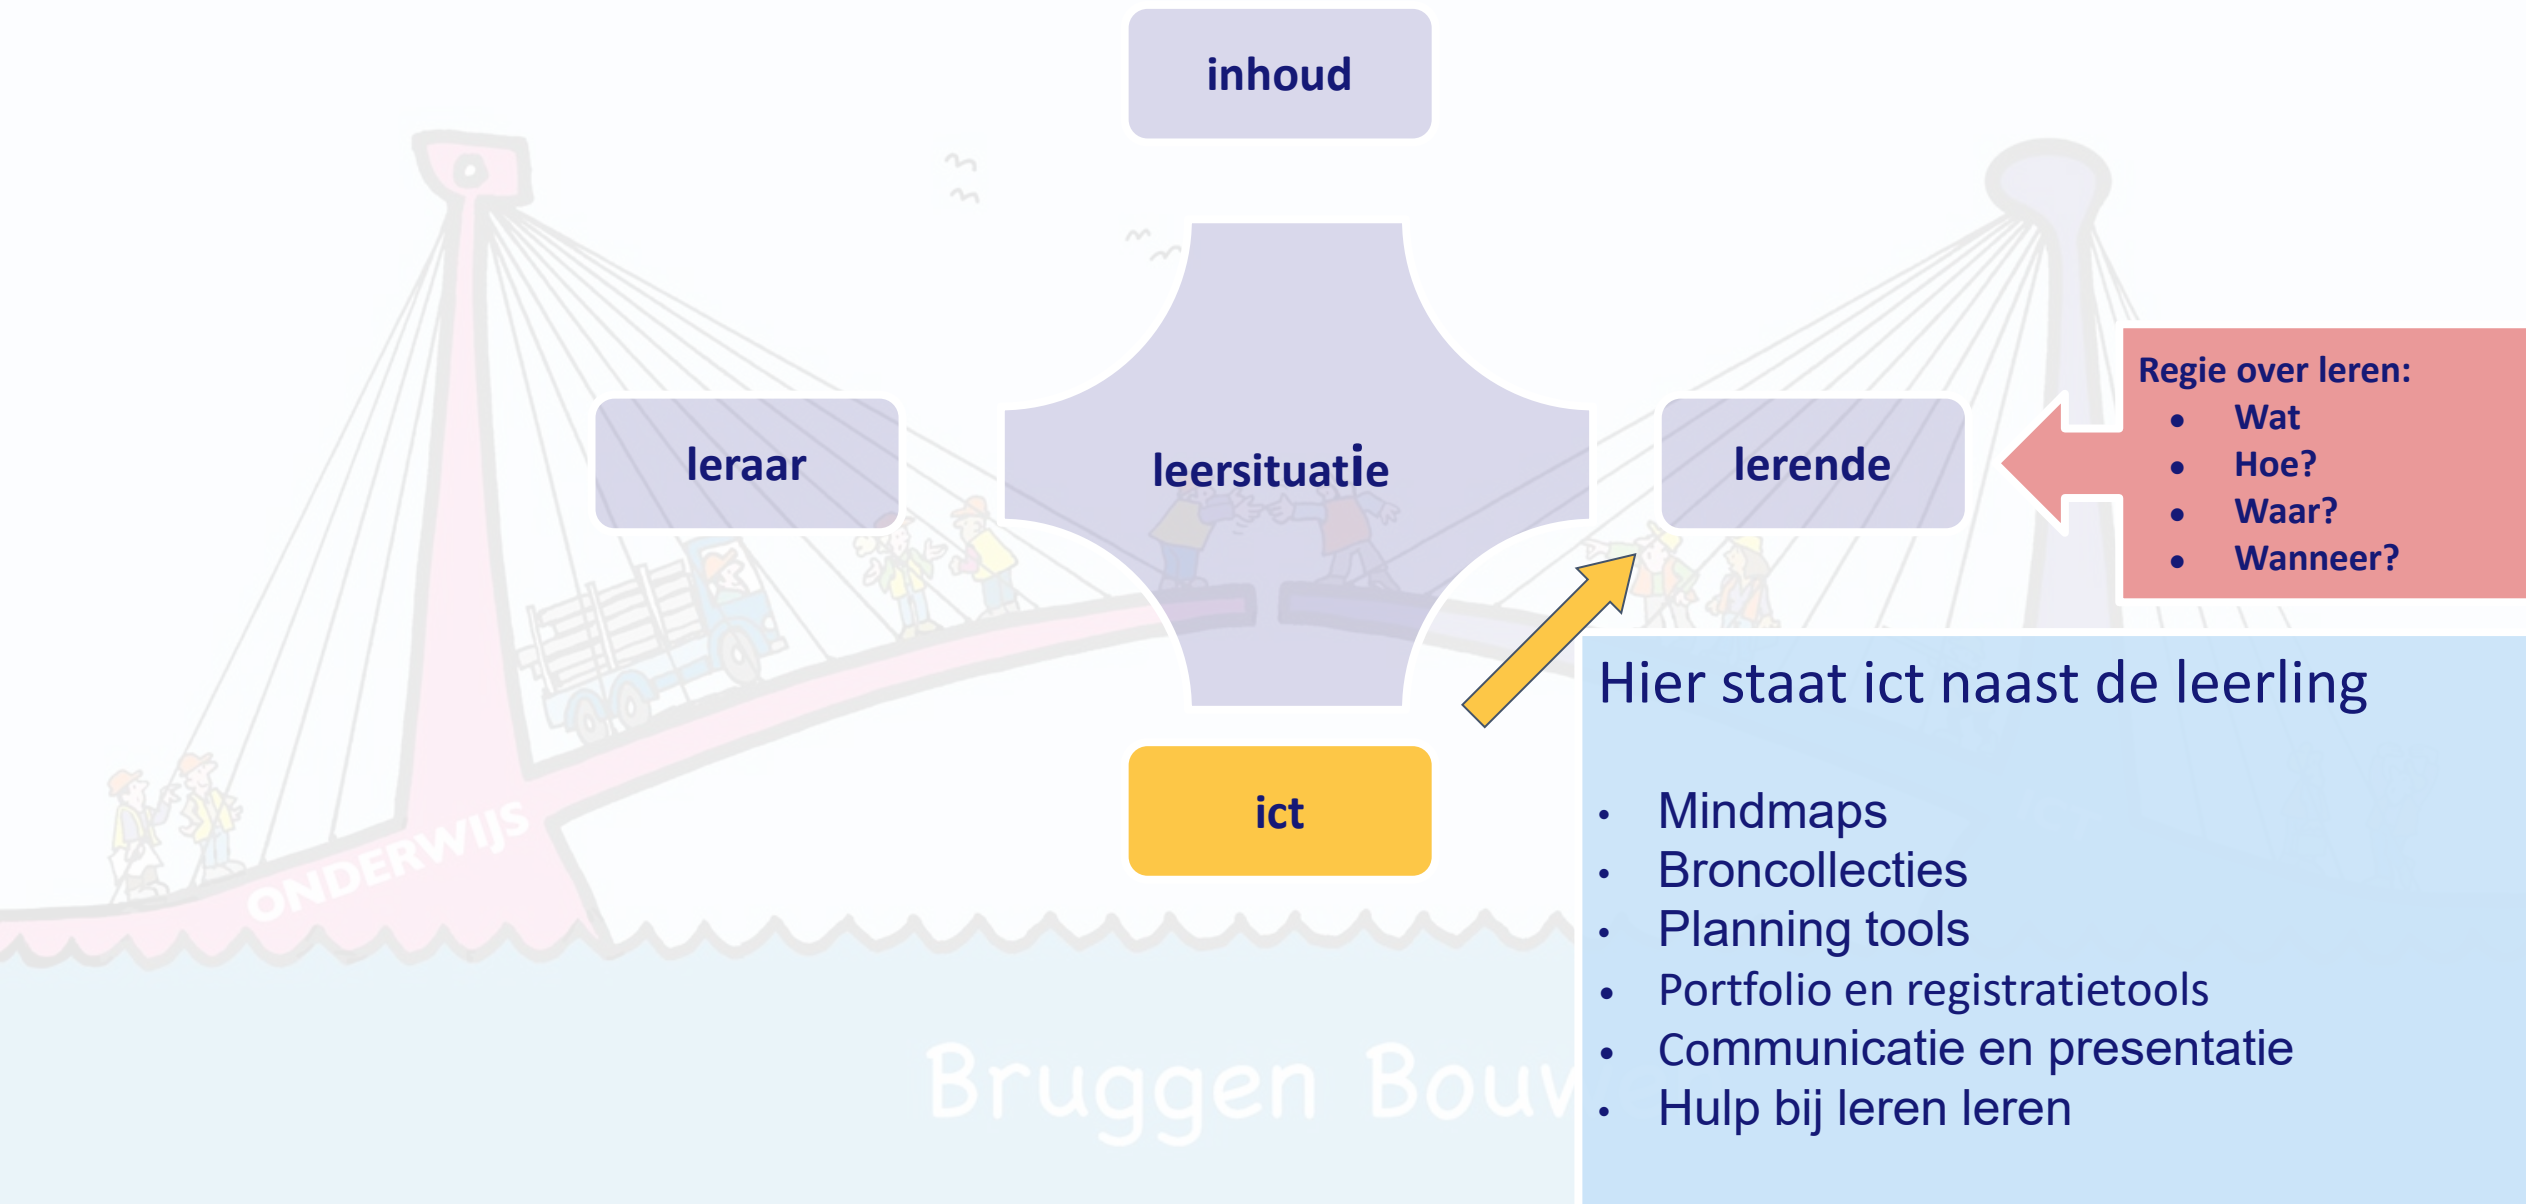 inhoud
leraar
leersituatie
lerende
Regie over leren:
● Wat
● Hoe?
● Waar?
● Wanneer?
ict
Hier staat ict naast de leerling
• Mindmaps
• Broncollecties
• Planning tools
• Portfolio en registratietools
• Communicatie en presentatie
• Hulp bij leren leren
ONDERWIJS
Bruggen